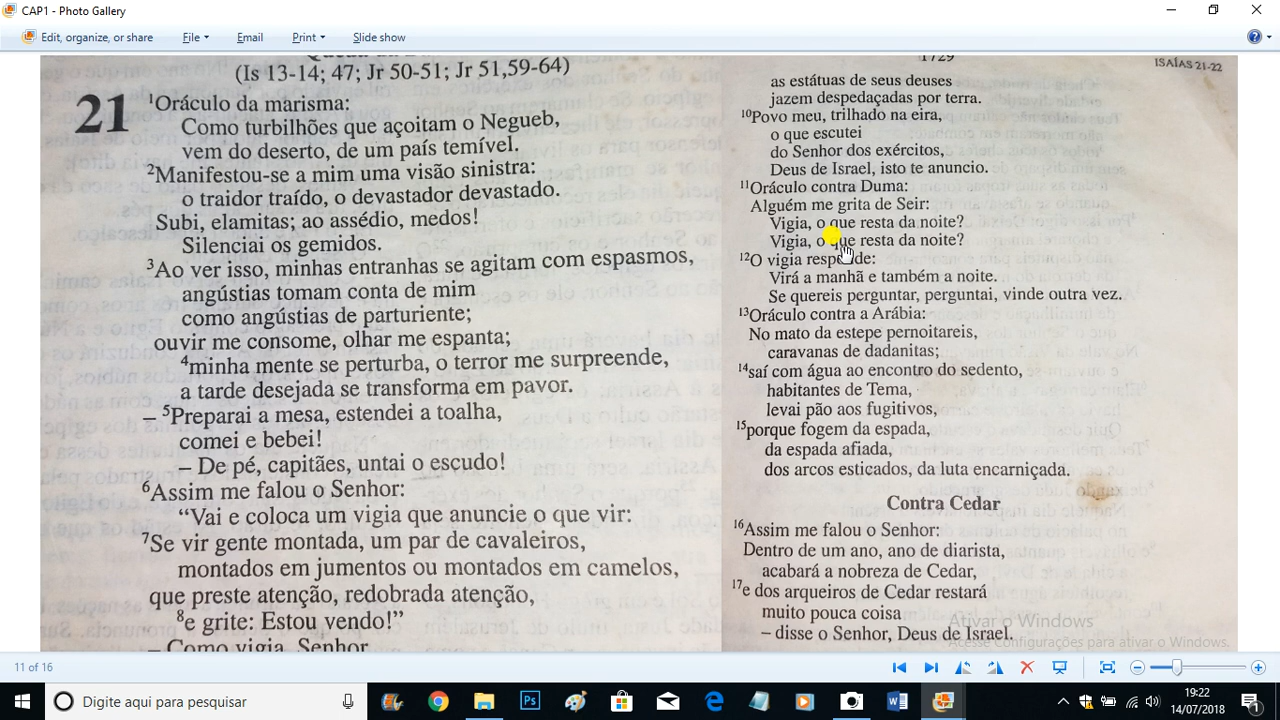 CAP1 - Photo Gallery
Edit, organize, or share File Email Print Slide show
(Is 13-14; 47; Jr 50-51; Jr 51,59-64)
21 1Oráculo da marisma:
Como turbilhões que açoitam o Negueb,
vem do deserto, de um país temível.
2Manifestou-se a mim uma visão sinistra:
o traidor traído, o devastador devastado.
Subi, elamitas; ao assédio, medos!
Silenciai os gemidos.
3Ao ver isso, minhas entranhas se agitam com espasmos,
angústias tomam conta de mim
como angústias de parturiente;
ouvir me consome, olhar me espanta;
4minha mente se perturba, o terror me surpreende,
a tarde desejada se transforma em pavor.
5Preparai a mesa, estendei a toalha,
comei e bebei!
– De pé, capitães, untai o escudo!
6Assim me falou o Senhor:
“Vai e coloca um vigia que anuncie o que vir:
7Se vir gente montada, um par de cavaleiros,
montados em jumentos ou montados em camelos,
que preste atenção, redobrada atenção,
8e grite: Estou vendo!”
– Como vigia, Senhor
1729
ISAÍAS 21-22
as estátuas de seus deuses
jazem despedaçadas por terra.
10Povo meu, trilhado na eira,
o que escutei
do Senhor dos exércitos,
Deus de Israel, isto te anuncio.
11Oráculo contra Duma:
Alguém me grita de Seir:
Vigia, o que resta da noite?
Vigia, o que resta da noite?
12O vigia responde:
Virá a manhã e também a noite.
Se quereis perguntar, perguntai, vinde outra vez.
13Oráculo contra a Arábia:
No mato da estepe pernoitareis,
caravanas de dadanitas;
14saí com água ao encontro do sedento,
habitantes de Tema,
levai pão aos fugitivos,
15porque fogem da espada,
da espada afiada,
dos arcos esticados, da luta encarniçada.
Contra Cedar
16Assim me falou o Senhor:
Dentro de um ano, ano de diarista,
acabará a nobreza de Cedar,
17e dos arqueiros de Cedar restará
muito pouca coisa
– disse o Senhor, Deus de Israel.
Ativar o Windows
Acesse Configurações para ativar o Windows.
11 of 16
Digite aqui para pesquisar
19:22
14/07/2018